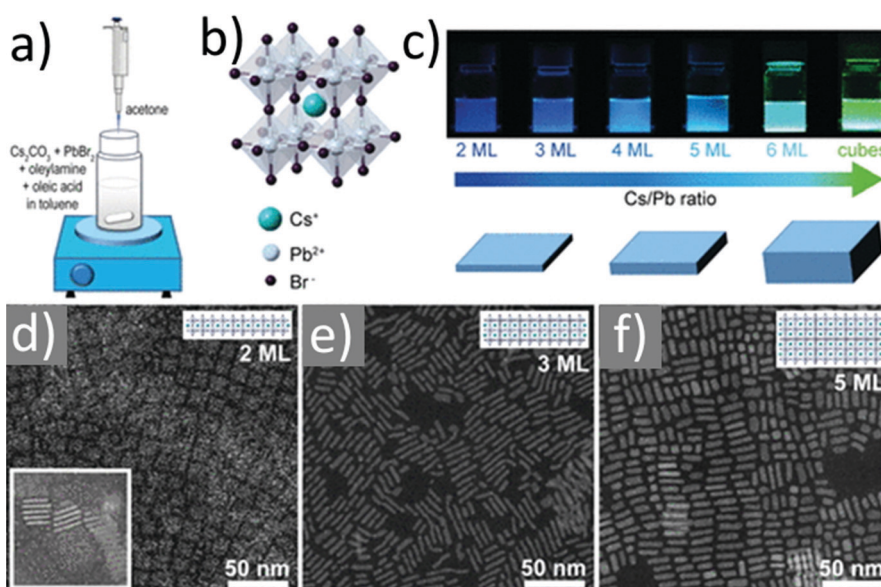 a)
acetone
Cs₂CO₃ + PbBr₂
+ oleylamine
+ oleic acid
in toluene
b)
Cs⁺
Pb²⁺
Br⁻
c)
2 ML 3 ML 4 ML 5 ML 6 ML cubes
Cs/Pb ratio
d)
2 ML
50 nm
e)
3 ML
50 nm
f)
5 ML
50 nm